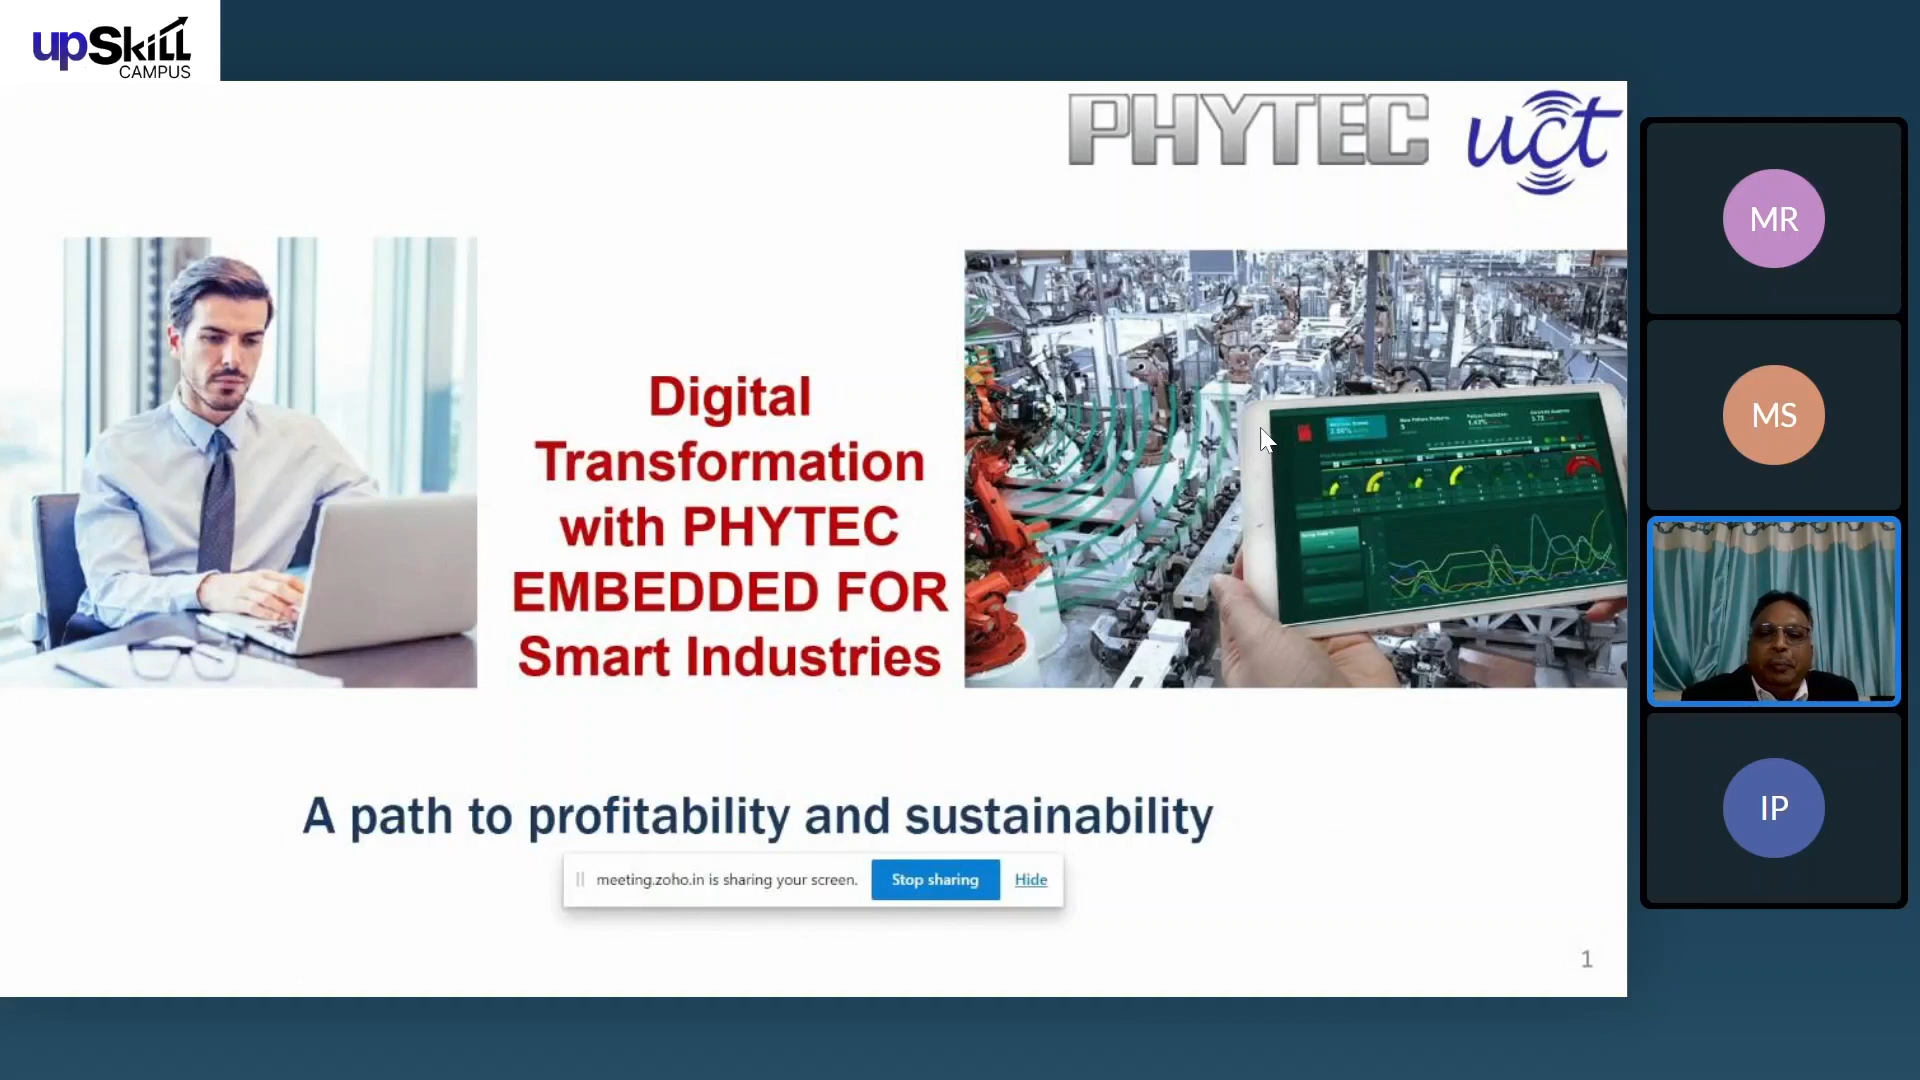 upSkill
CAMPUS
PHYTEC
uct
Digital
Transformation
with PHYTEC
EMBEDDED FOR
Smart Industries
A path to profitability and sustainability
meeting.zoho.in is sharing your screen.
Stop sharing
Hide
1
MR
MS
IP